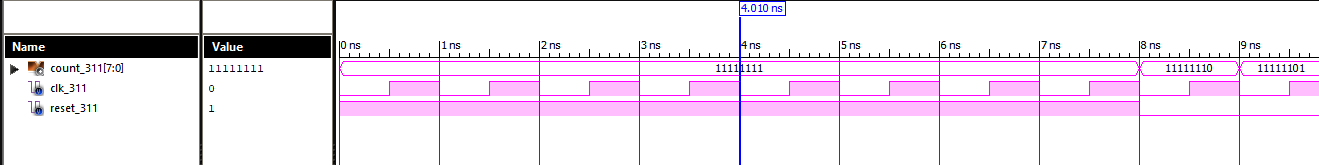 4.010 ns
Name Value 0 ns 1 ns 2 ns 3 ns 4 ns 5 ns 6 ns 7 ns 8 ns 9 ns
count_311[7:0] 11111111 11111111 11111110 11111101
clk_311 0
reset_311 1